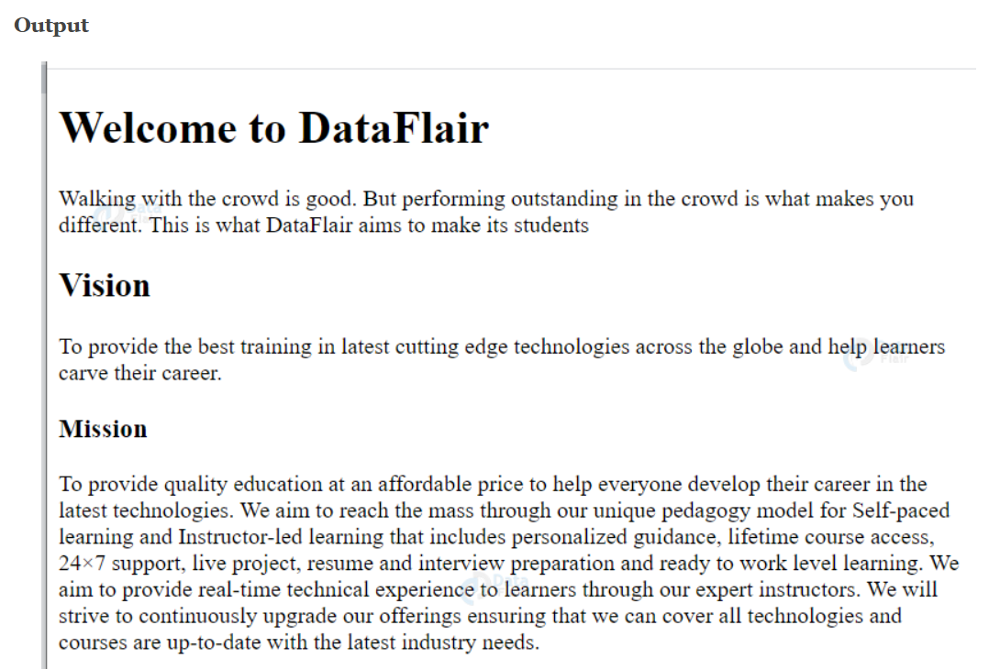 Output
Welcome to DataFlair
Walking with the crowd is good. But performing outstanding in the crowd is what makes you
different. This is what DataFlair aims to make its students
Vision
To provide the best training in latest cutting edge technologies across the globe and help learners
carve their career.
Mission
To provide quality education at an affordable price to help everyone develop their career in the
latest technologies. We aim to reach the mass through our unique pedagogy model for Self-paced
learning and Instructor-led learning that includes personalized guidance, lifetime course access,
24×7 support, live project, resume and interview preparation and ready to work level learning. We
aim to provide real-time technical experience to learners through our expert instructors. We will
strive to continuously upgrade our offerings ensuring that we can cover all technologies and
courses are up-to-date with the latest industry needs.